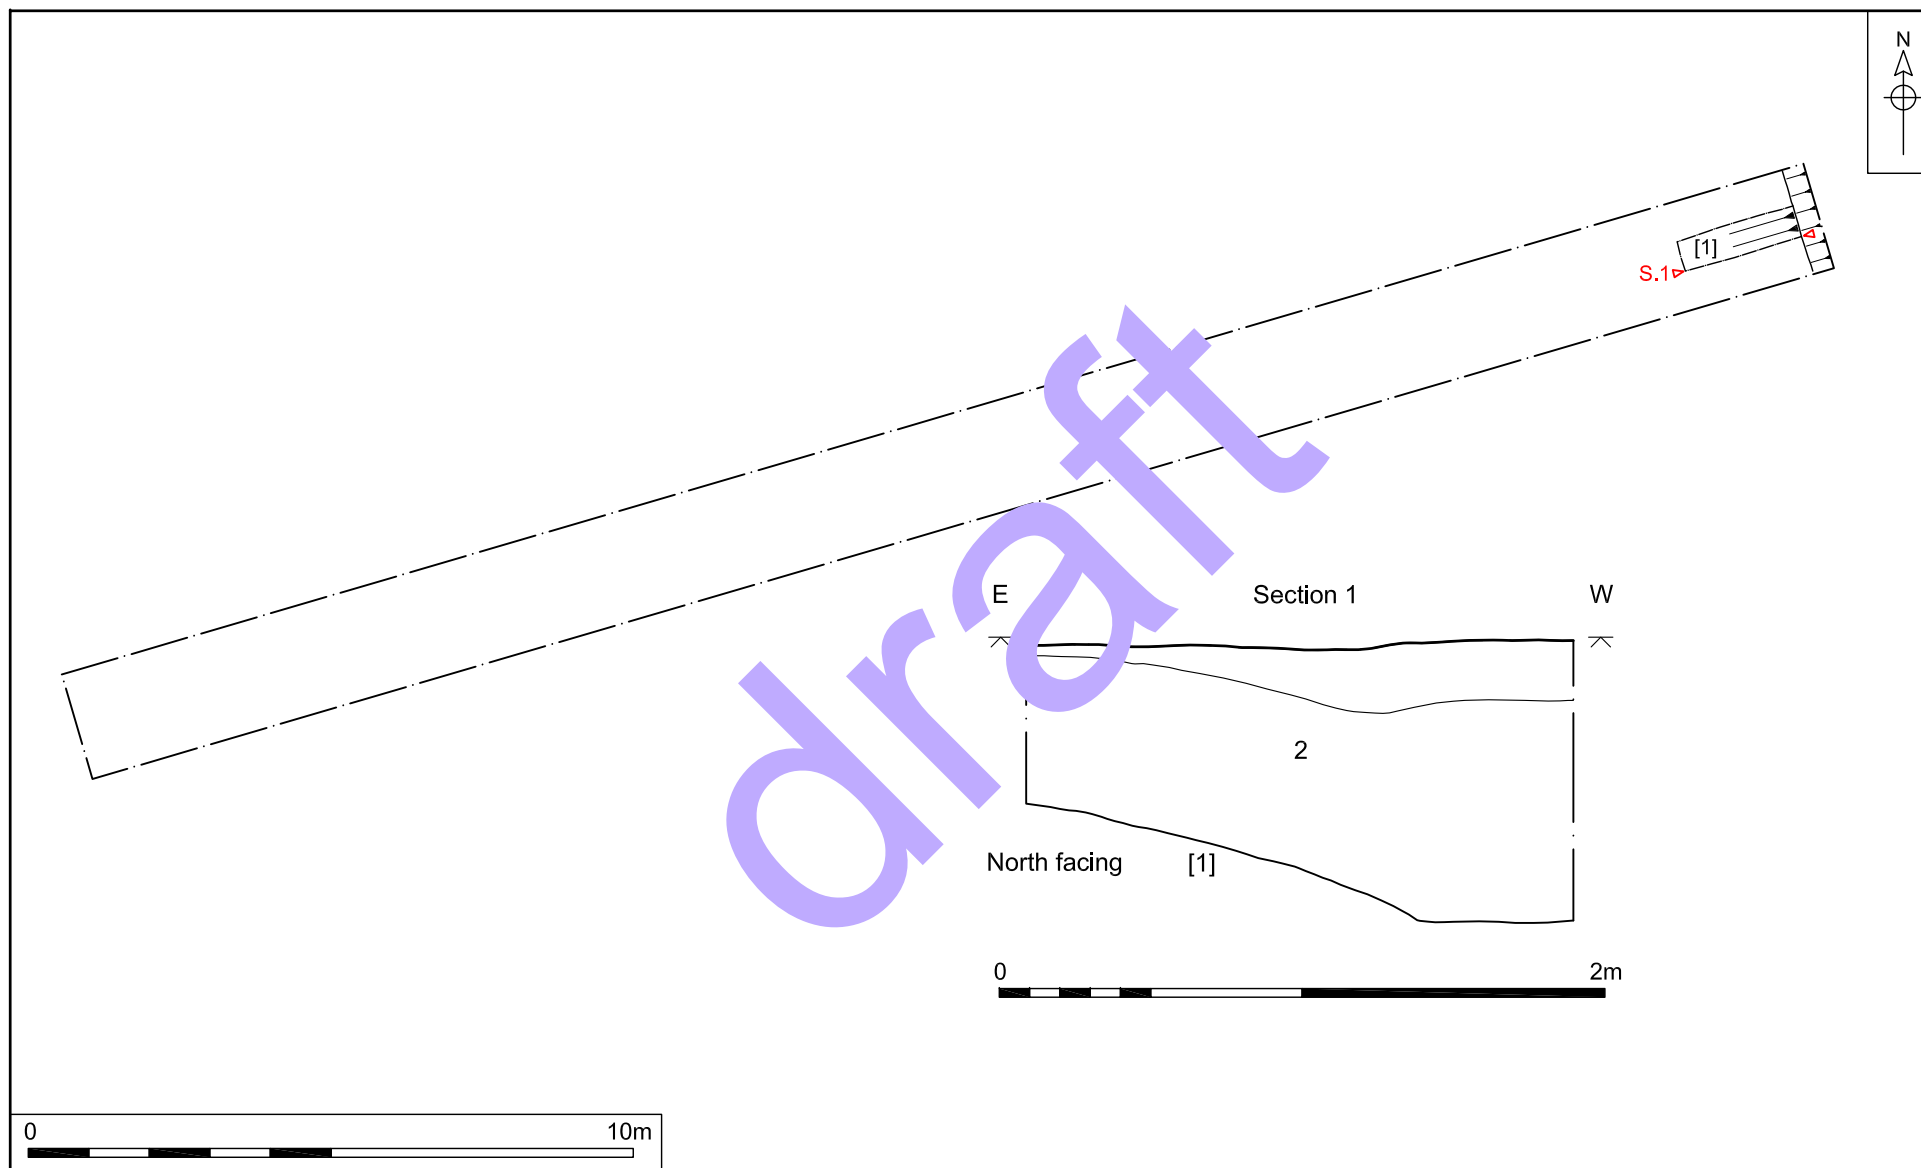 N
[1]
S.1
draft
E Section 1 W
2
North facing [1]
0 2m
0 10m